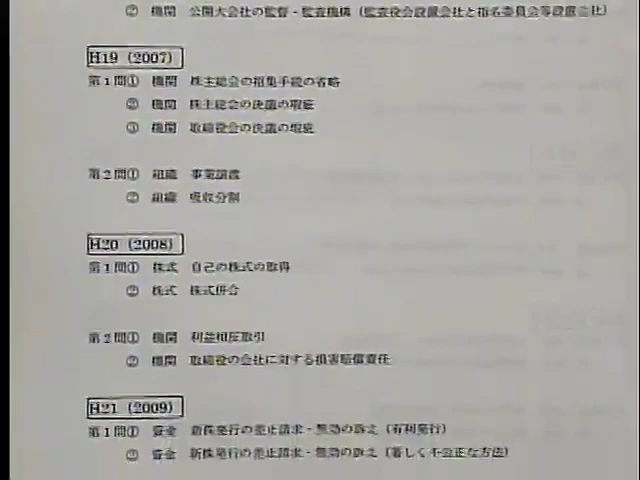 ② 機関 公開大会社の監督・監査機構（監査役会設置会社と指名委員会等設置会社）
H19（2007）
第１問① 機関 株主総会の招集手続の省略
② 機関 株主総会の決議の瑕疵
③ 機関 取締役会の決議の瑕疵
第２問① 組織 事業譲渡
② 組織 吸収分割
H20（2008）
第１問① 株式 自己の株式の取得
② 株式 株式併合
第２問① 機関 利益相反取引
② 機関 取締役の会社に対する損害賠償責任
H21（2009）
第１問① 資金 新株発行の差止請求・無効の訴え（有利発行）
② 資金 新株発行の差止請求・無効の訴え（著しく不公正な方法）